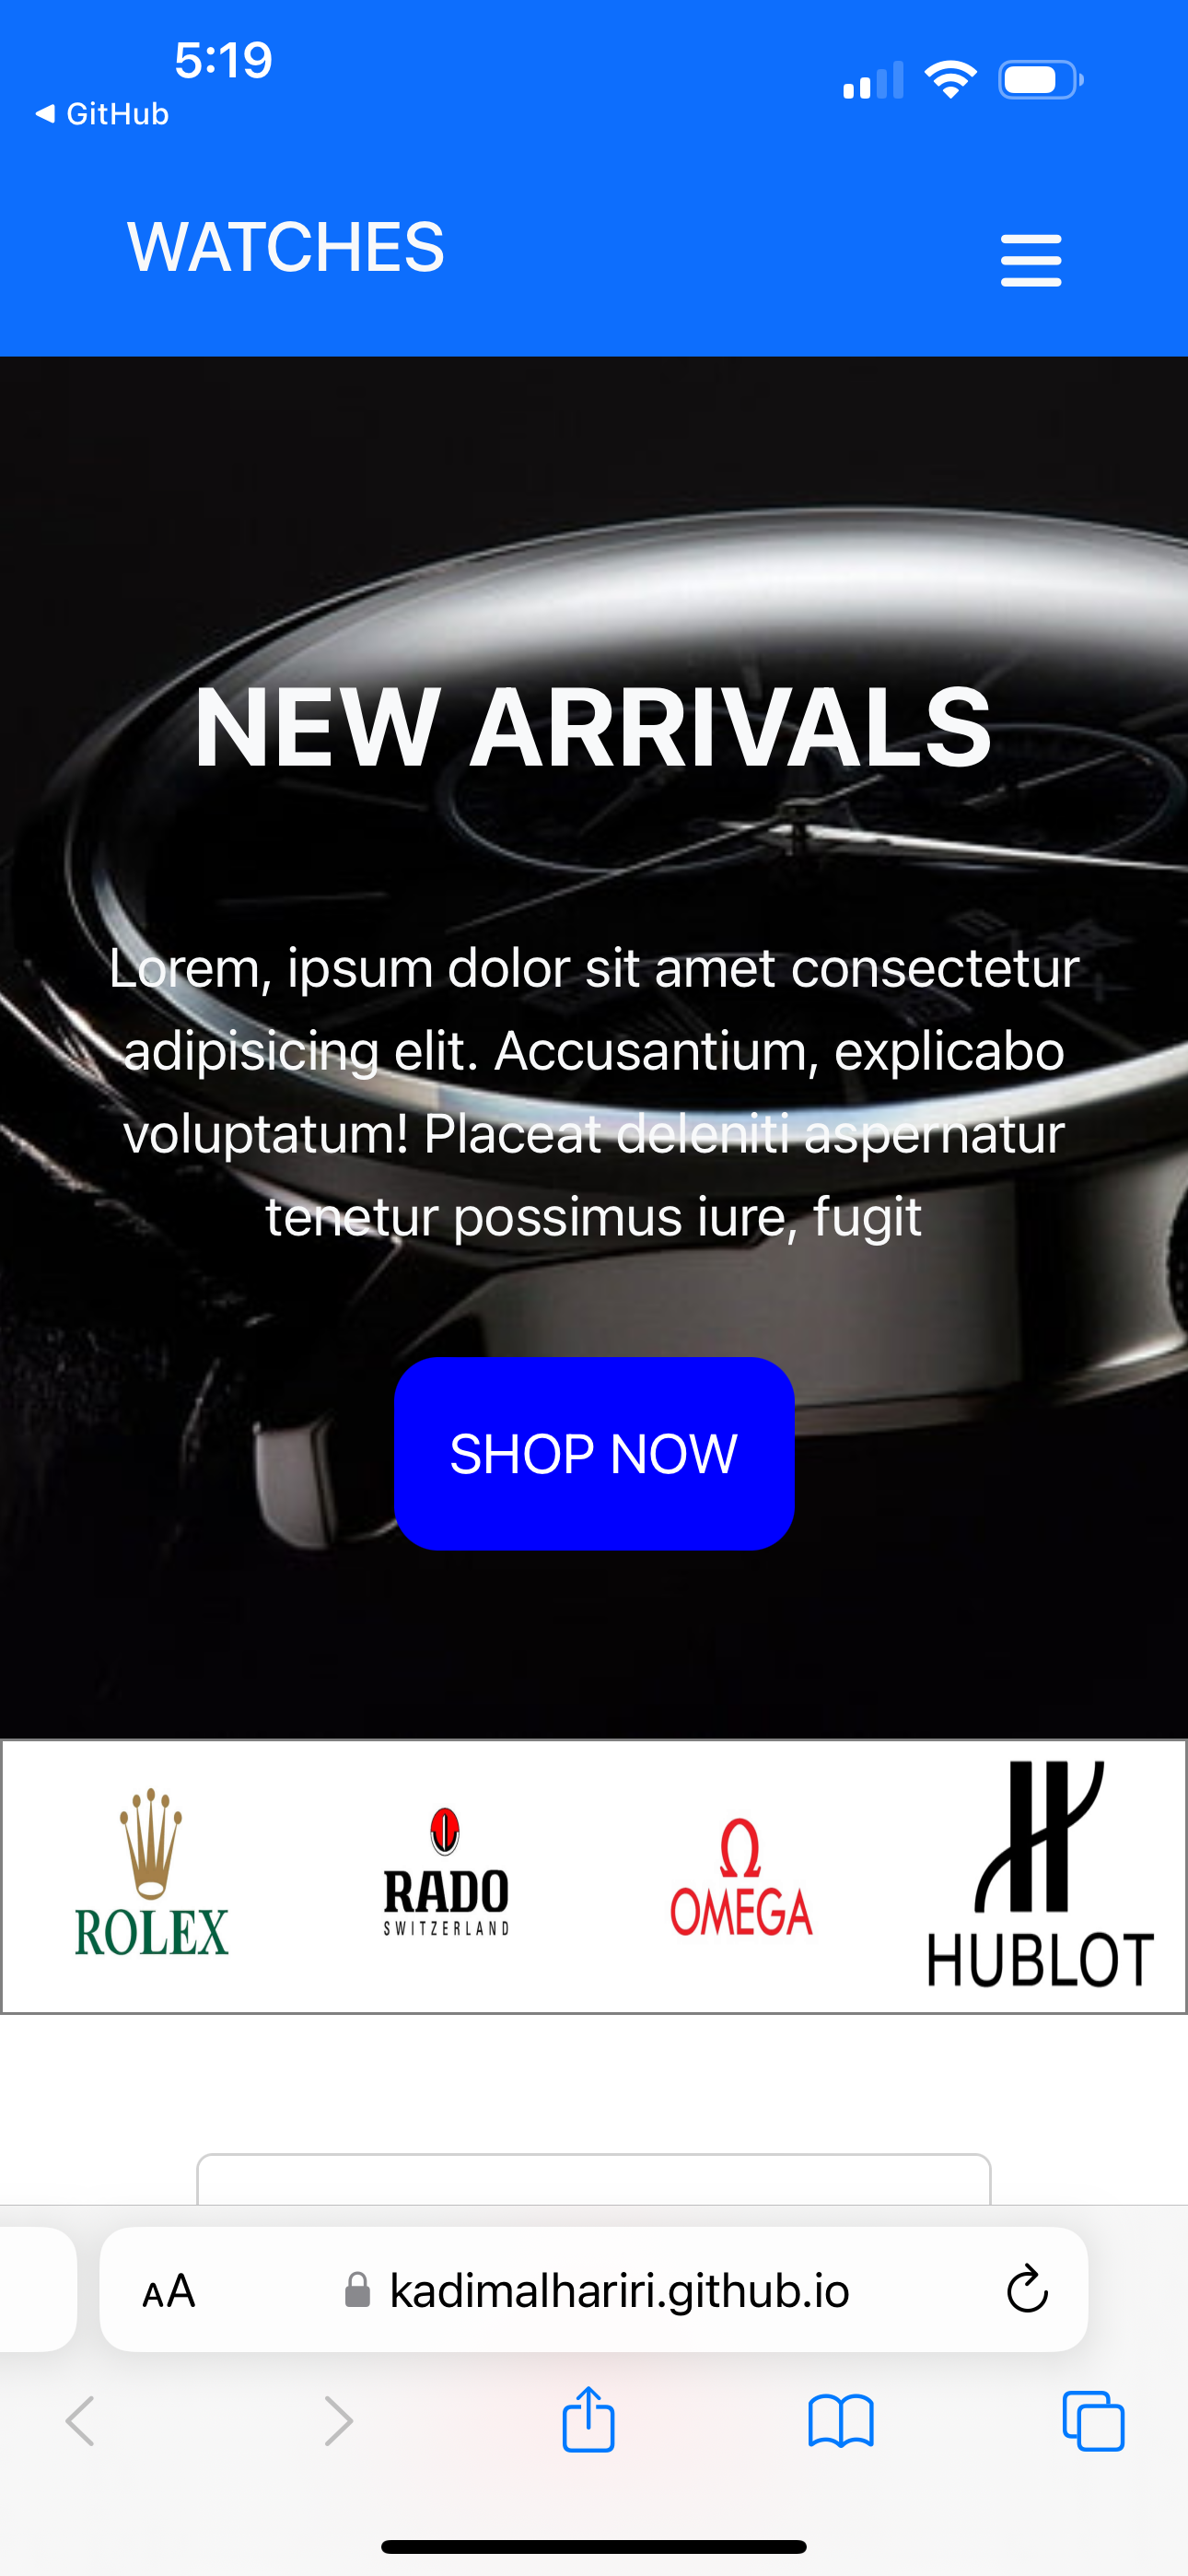 5:19
GitHub
WATCHES
NEW ARRIVALS
Lorem, ipsum dolor sit amet consectetur
adipisicing elit. Accusantium, explicabo
voluptatum! Placeat deleniti aspernatur
tenetur possimus iure, fugit
SHOP NOW
ROLEX
RADO
SWITZERLAND
Ω
OMEGA
HUBLOT
AA
kadimalhariri.github.io